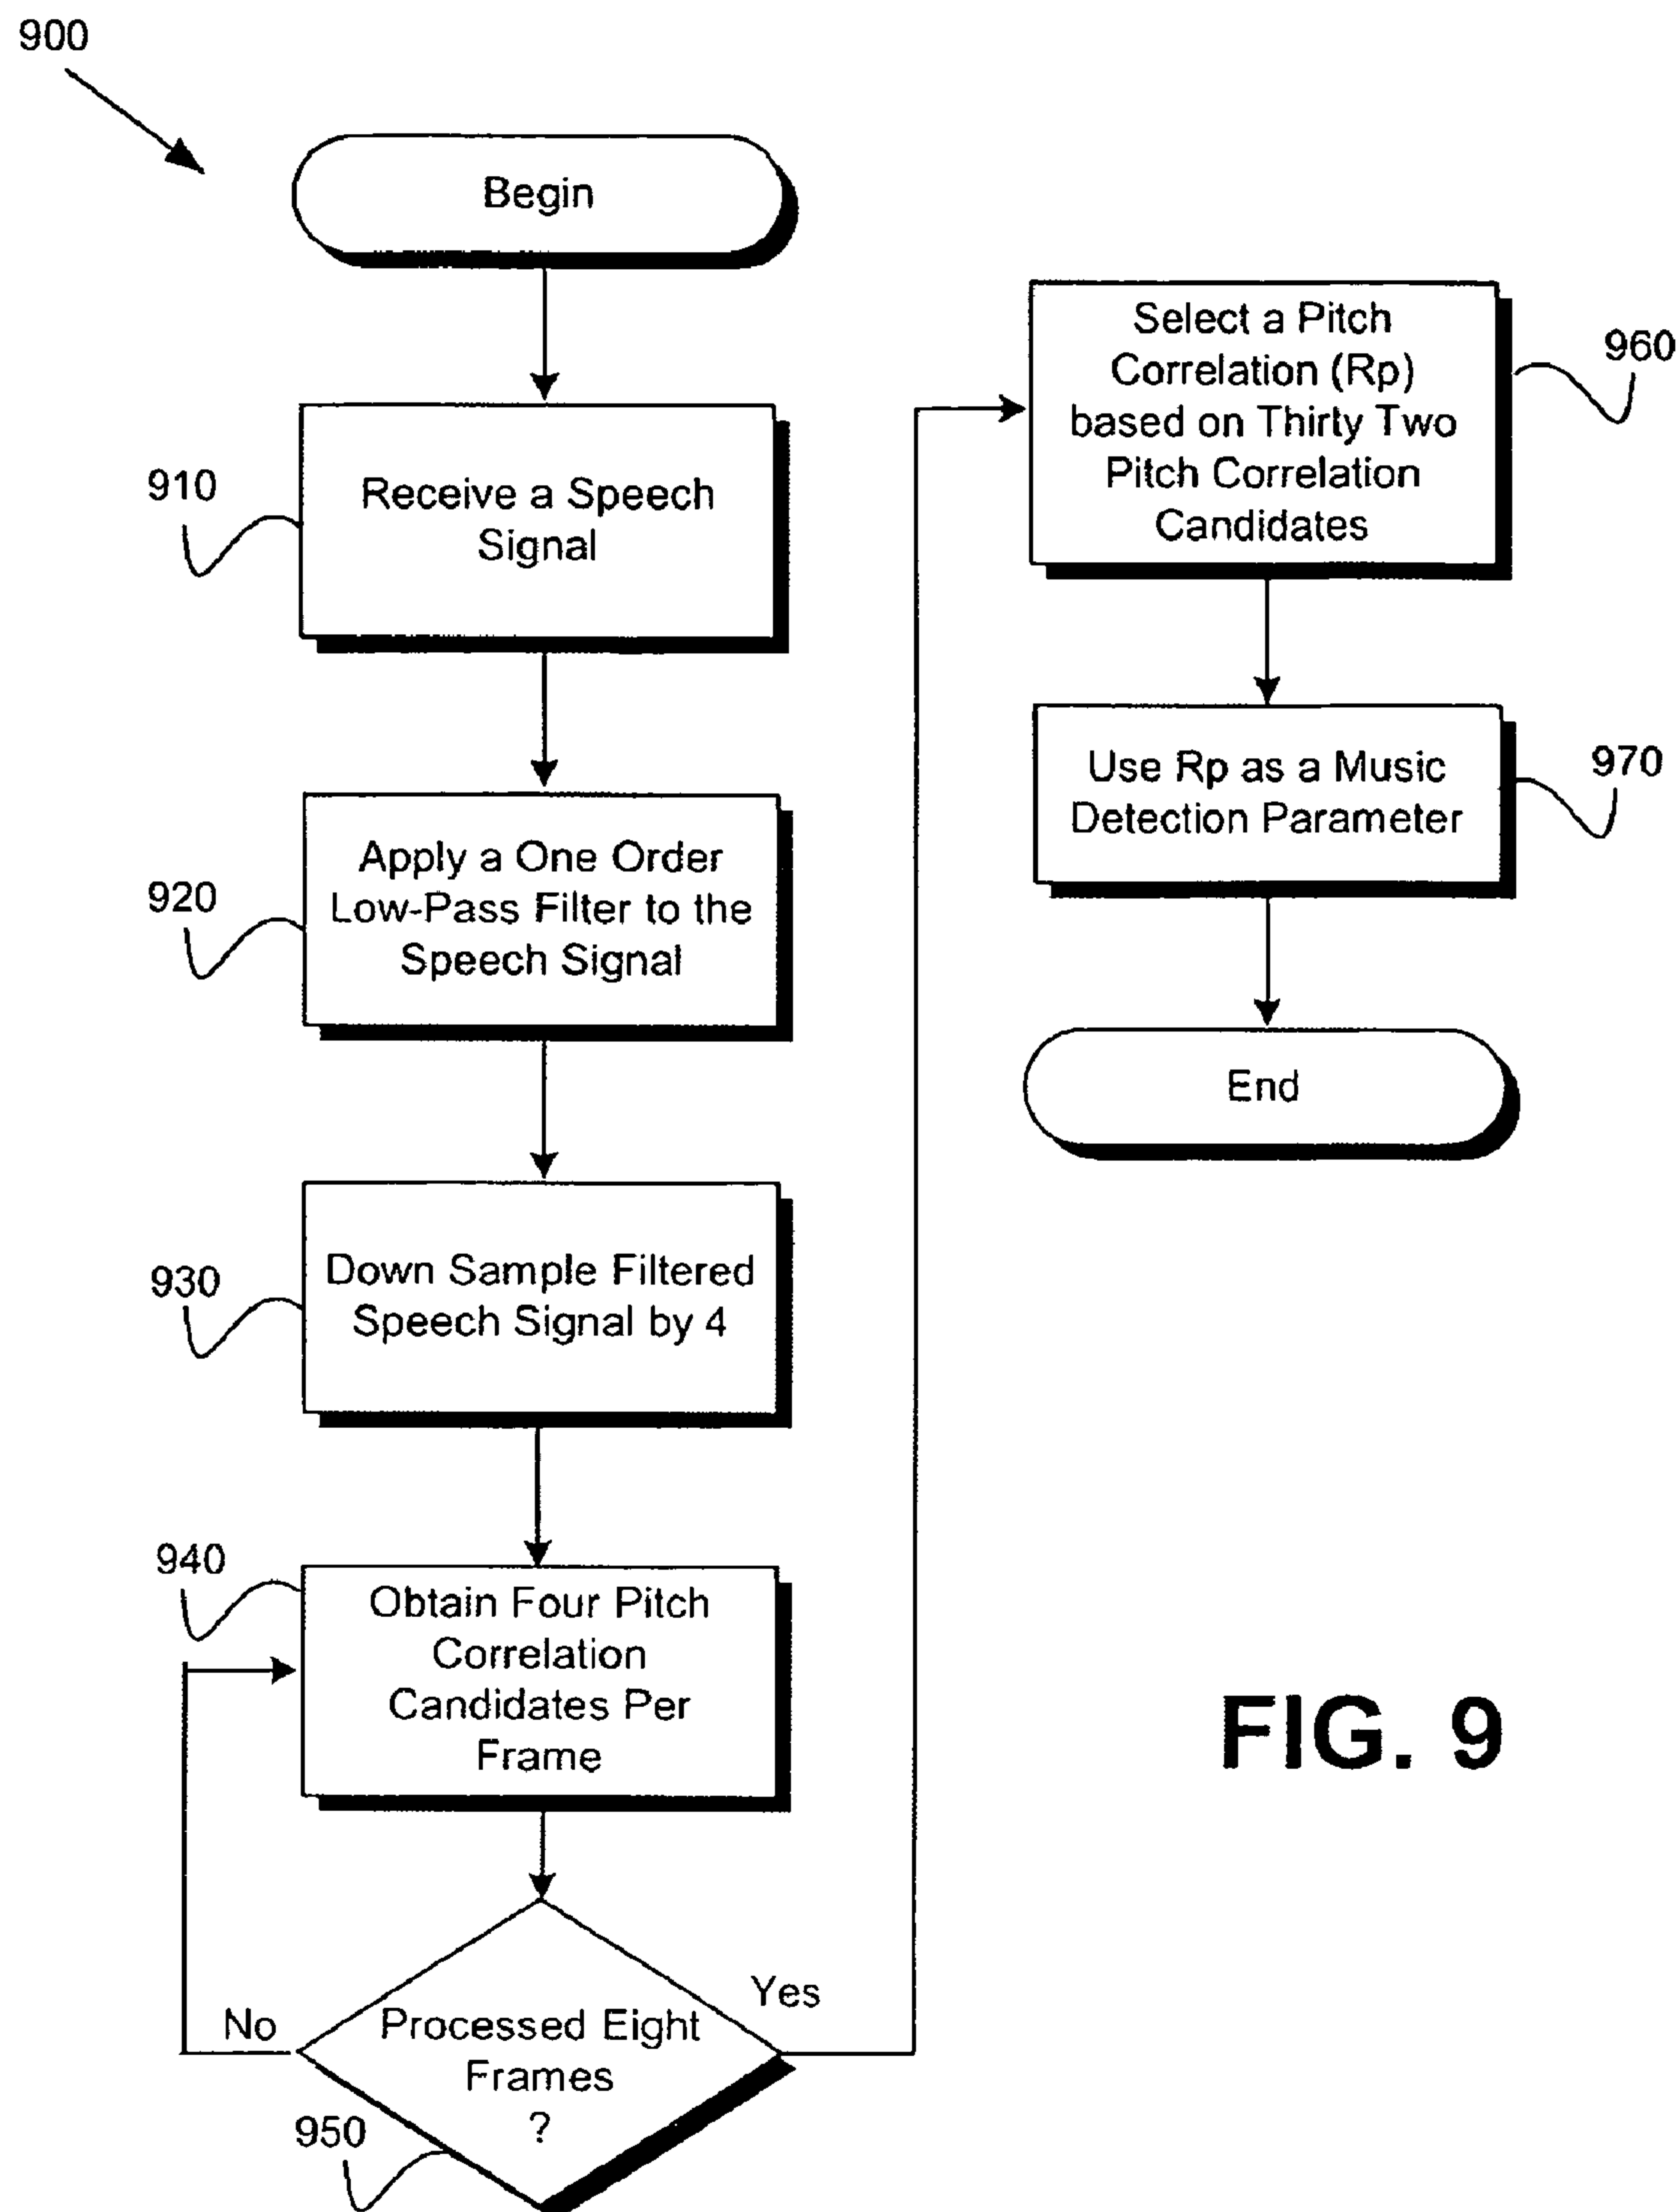 900
Begin
910
Receive a Speech
Signal
920
Apply a One Order
Low-Pass Filter to the
Speech Signal
930
Down Sample Filtered
Speech Signal by 4
940
Obtain Four Pitch
Correlation
Candidates Per
Frame
No
Yes
Processed Eight
Frames
?
950
Select a Pitch
Correlation (Rp)
based on Thirty Two
Pitch Correlation
Candidates
960
Use Rp as a Music
Detection Parameter
970
End
FIG. 9